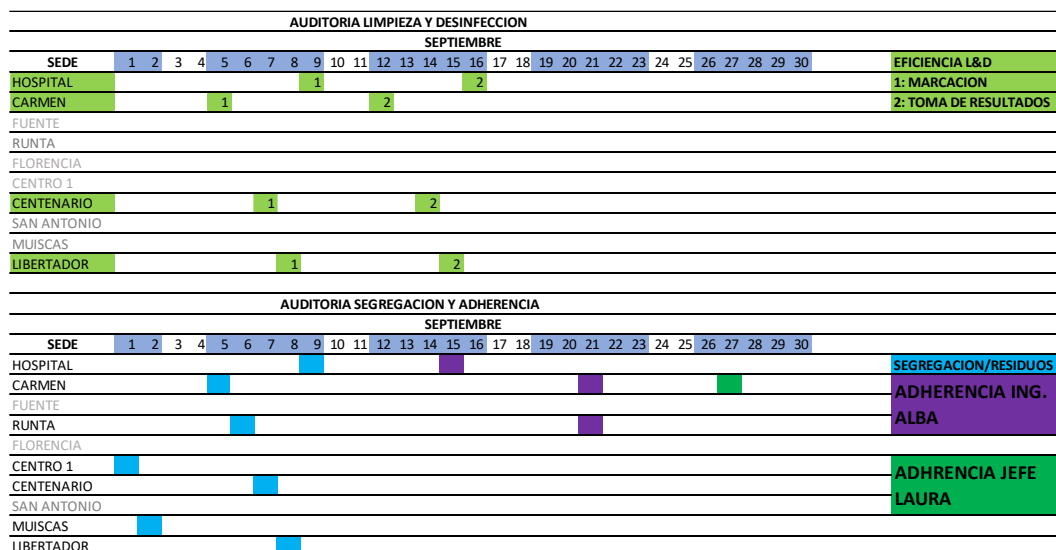 AUDITORIA LIMPIEZA Y DESINFECCION
SEPTIEMBRE
SEDE 1 2 3 4 5 6 7 8 9 10 11 12 13 14 15 16 17 18 19 20 21 22 23 24 25 26 27 28 29 30 EFICIENCIA L&D
HOSPITAL 1 2 1: MARCACION
CARMEN 1 2 2: TOMA DE RESULTADOS
FUENTE
RUNTA
FLORENCIA
CENTRO 1
CENTENARIO 1 2
SAN ANTONIO
MUISCAS
LIBERTADOR 1 2
AUDITORIA SEGREGACION Y ADHERENCIA
SEPTIEMBRE
SEDE 1 2 3 4 5 6 7 8 9 10 11 12 13 14 15 16 17 18 19 20 21 22 23 24 25 26 27 28 29 30
HOSPITAL SEGREGACION/RESIDUOS
CARMEN ADHERENCIA ING.
FUENTE ALBA
RUNTA
FLORENCIA
CENTRO 1 ADHRENCIA JEFE
CENTENARIO LAURA
SAN ANTONIO
MUISCAS
LIBERTADOR